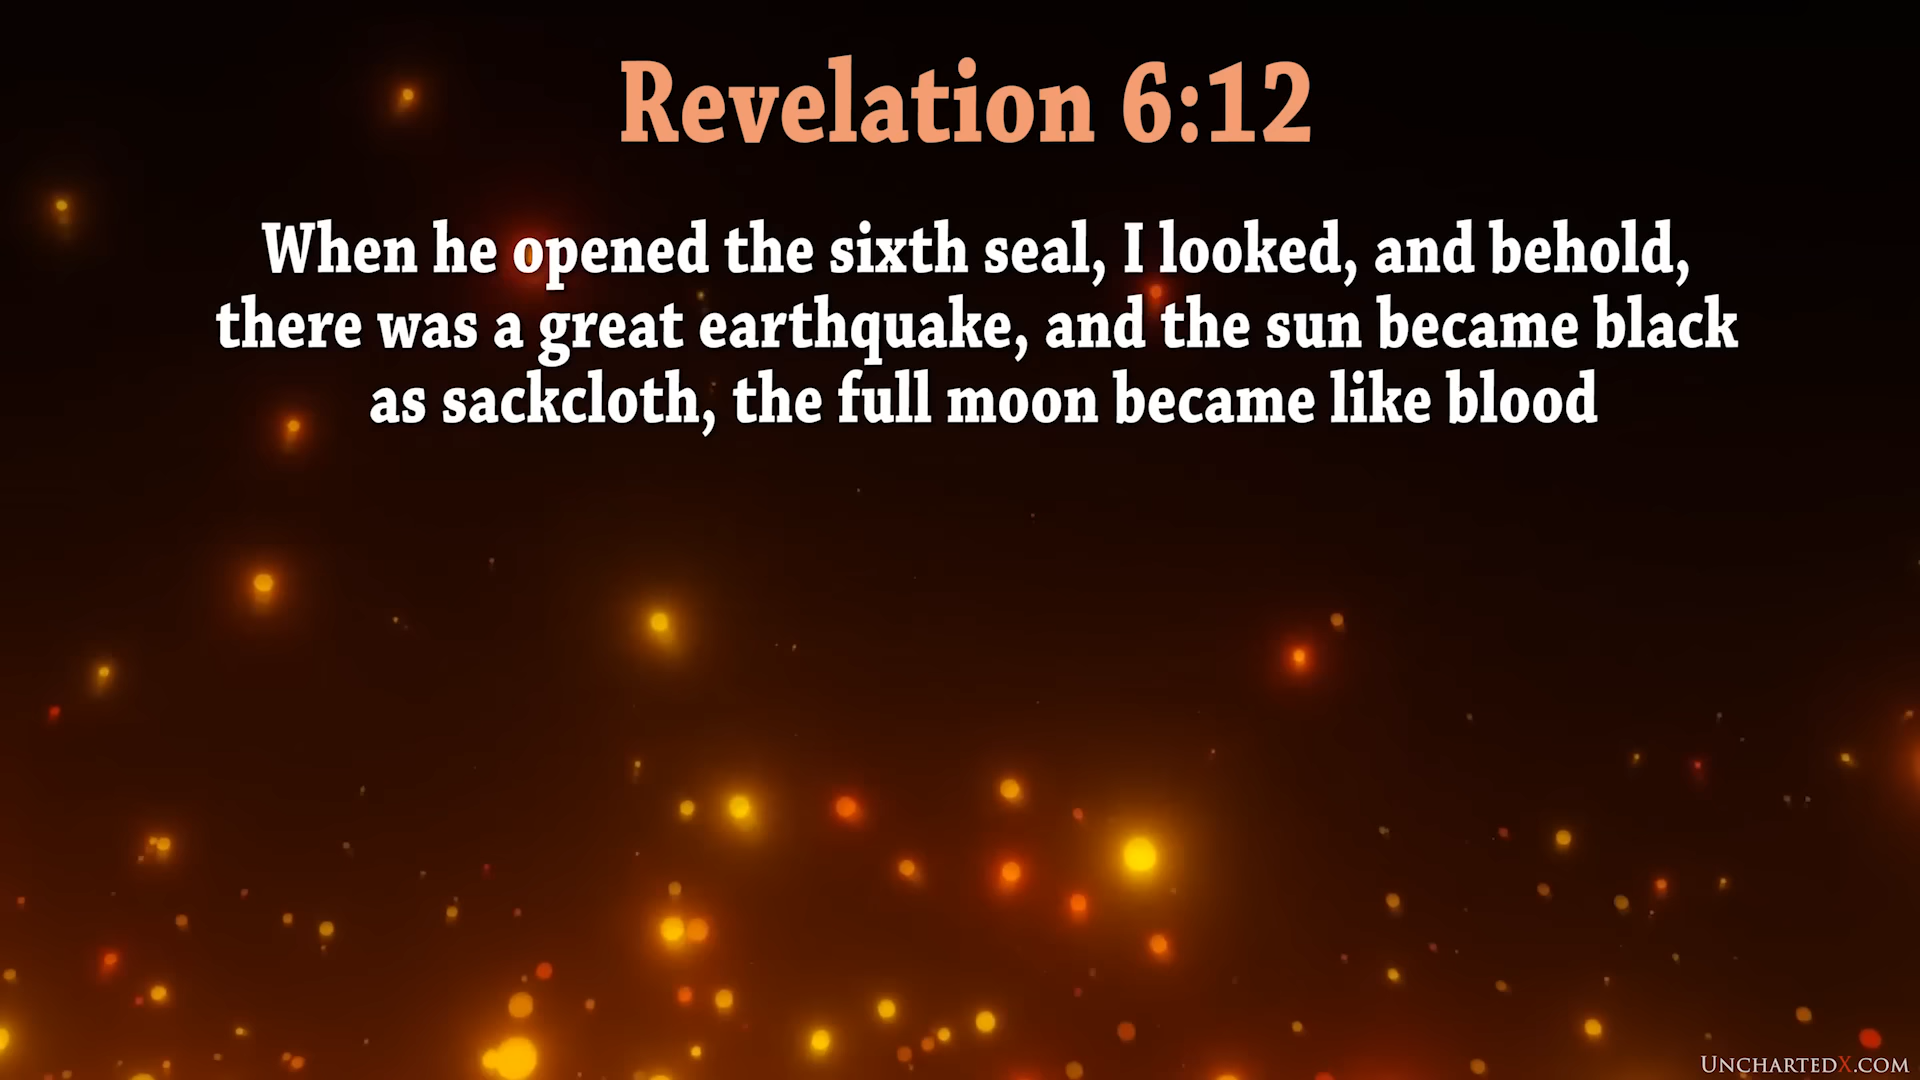 Revelation 6:12
When he opened the sixth seal, I looked, and behold,
there was a great earthquake, and the sun became black
as sackcloth, the full moon became like blood
UnchartedX.com